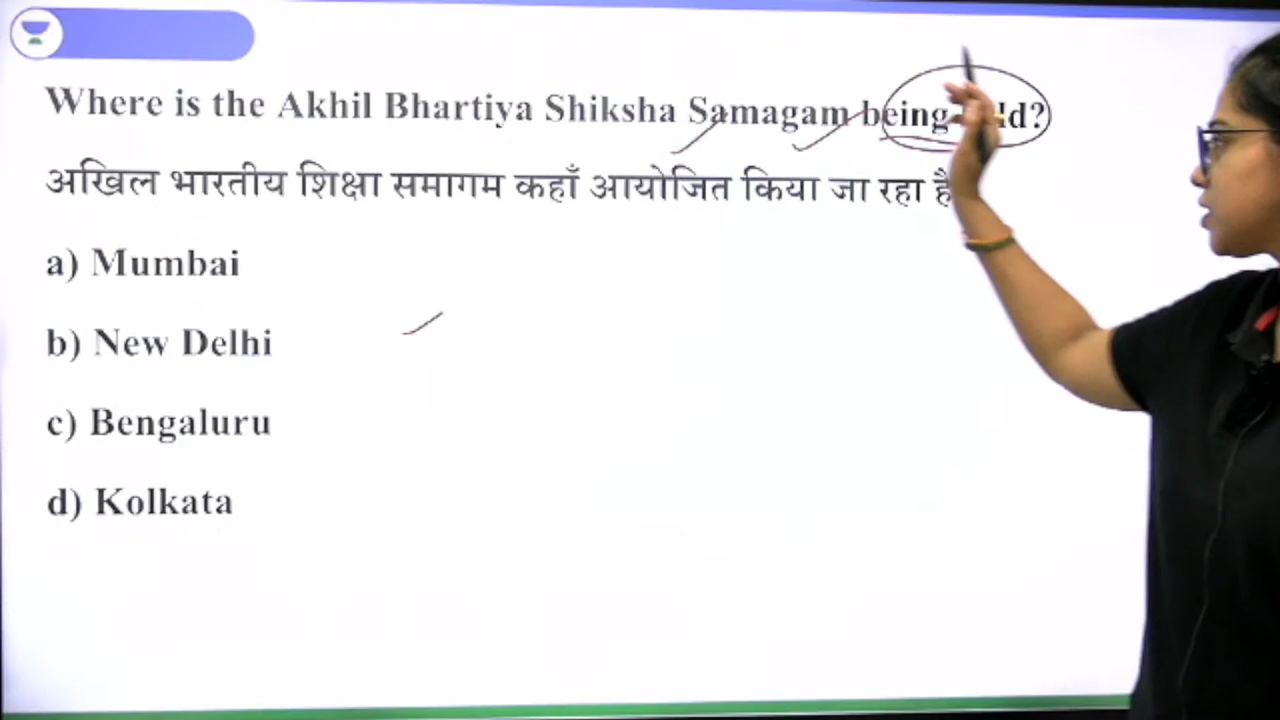 Where is the Akhil Bhartiya Shiksha Samagam being ld?
अखिल भारतीय शिक्षा समागम कहाँ आयोजित किया जा रहा है
a) Mumbai
b) New Delhi
c) Bengaluru
d) Kolkata